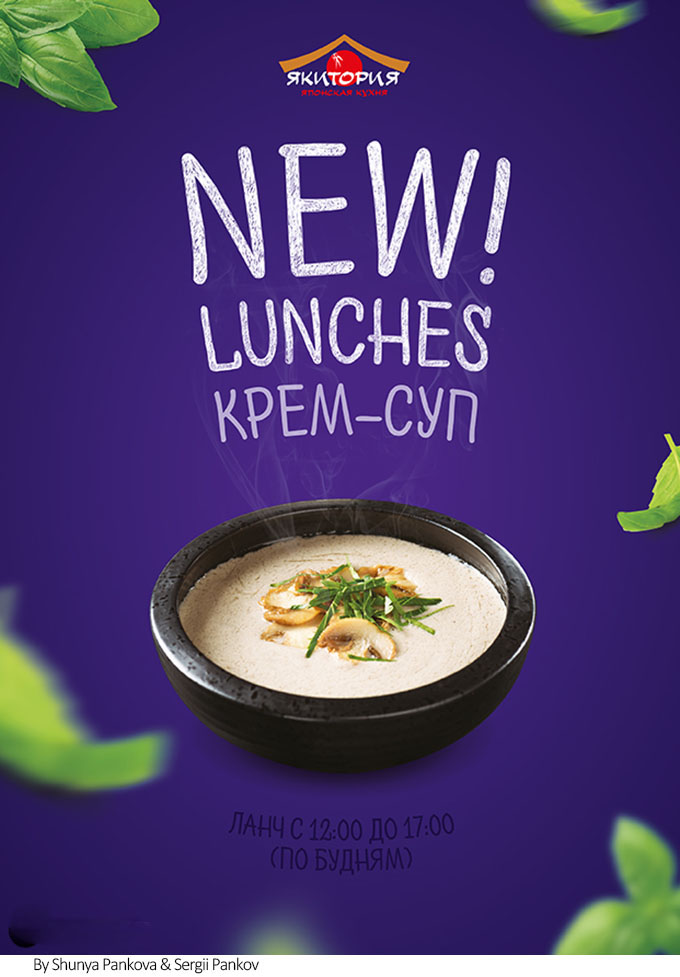 ЯКИТОРИЯ
ЯПОНСКАЯ КУХНЯ
NEW!
LUNCHES
КРЕМ-СУП
ЛАНЧ С 12:00 ДО 17:00
(ПО БУДНЯМ)
By Shunya Pankova & Sergii Pankov